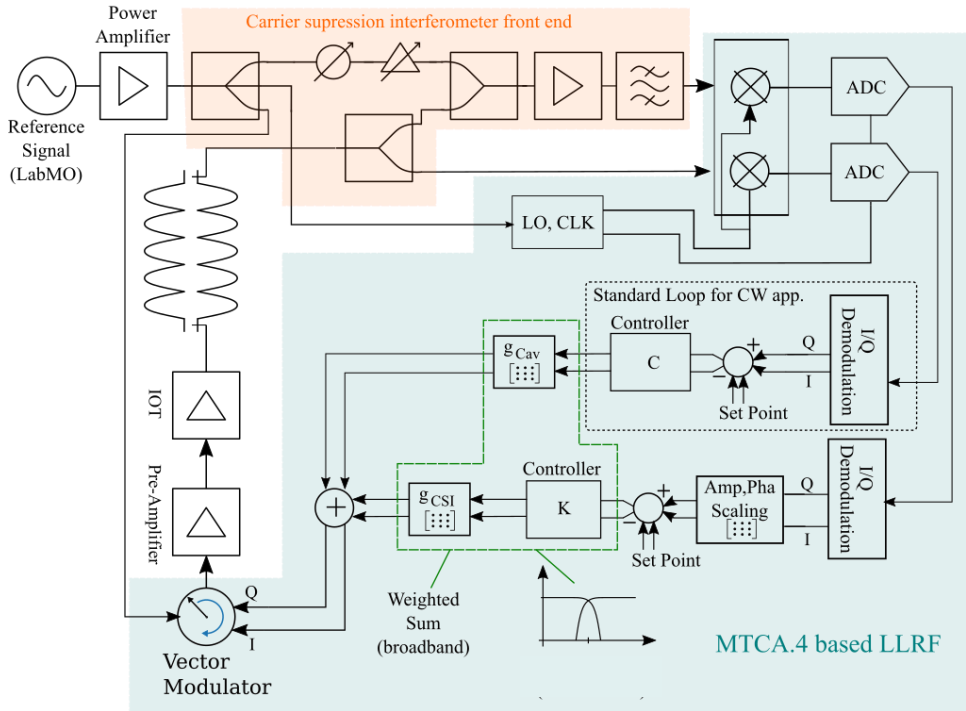 Power
Amplifier
Carrier supression interferometer front end
Reference
Signal
(LabMO)
ADC
ADC
LO, CLK
Standard Loop for CW app.
Controller
C
g_Cav
Q
I
+
−
Set Point
I/Q
Demodulation
IOT
Pre-Amplifier
Controller
K
g_CSI
+
+
−
Set Point
Amp,Pha
Scaling
Q
I
I/Q
Demodulation
Q
I
Vector
Modulator
Weighted
Sum
(broadband)
MTCA.4 based LLRF